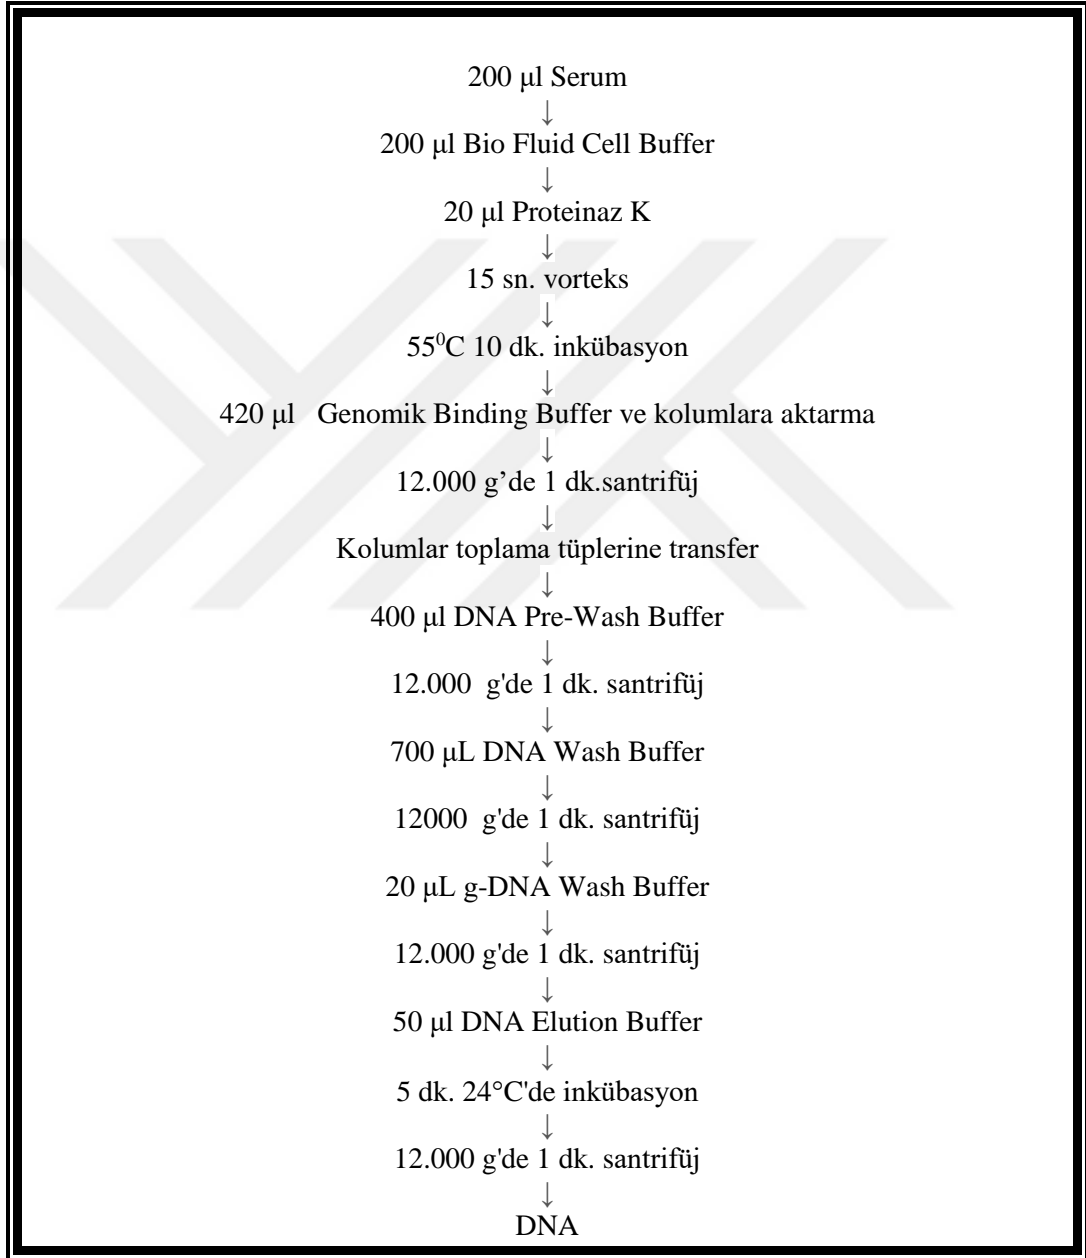 200 μl Serum
↓
200 μl Bio Fluid Cell Buffer
↓
20 μl Proteinaz K
↓
15 sn. vorteks
↓
55⁰C 10 dk. inkübasyon
↓
420 μl   Genomik Binding Buffer ve kolumlara aktarma
↓
12.000 g’de 1 dk.santrifüj
↓
Kolumlar toplama tüplerine transfer
↓
400 μl DNA Pre-Wash Buffer
↓
12.000  g'de 1 dk. santrifüj
↓
700 μL DNA Wash Buffer
↓
12000  g'de 1 dk. santrifüj
↓
20 μL g-DNA Wash Buffer
↓
12.000 g'de 1 dk. santrifüj
↓
50 μl DNA Elution Buffer
↓
5 dk. 24°C'de inkübasyon
↓
12.000 g'de 1 dk. santrifüj
↓
DNA